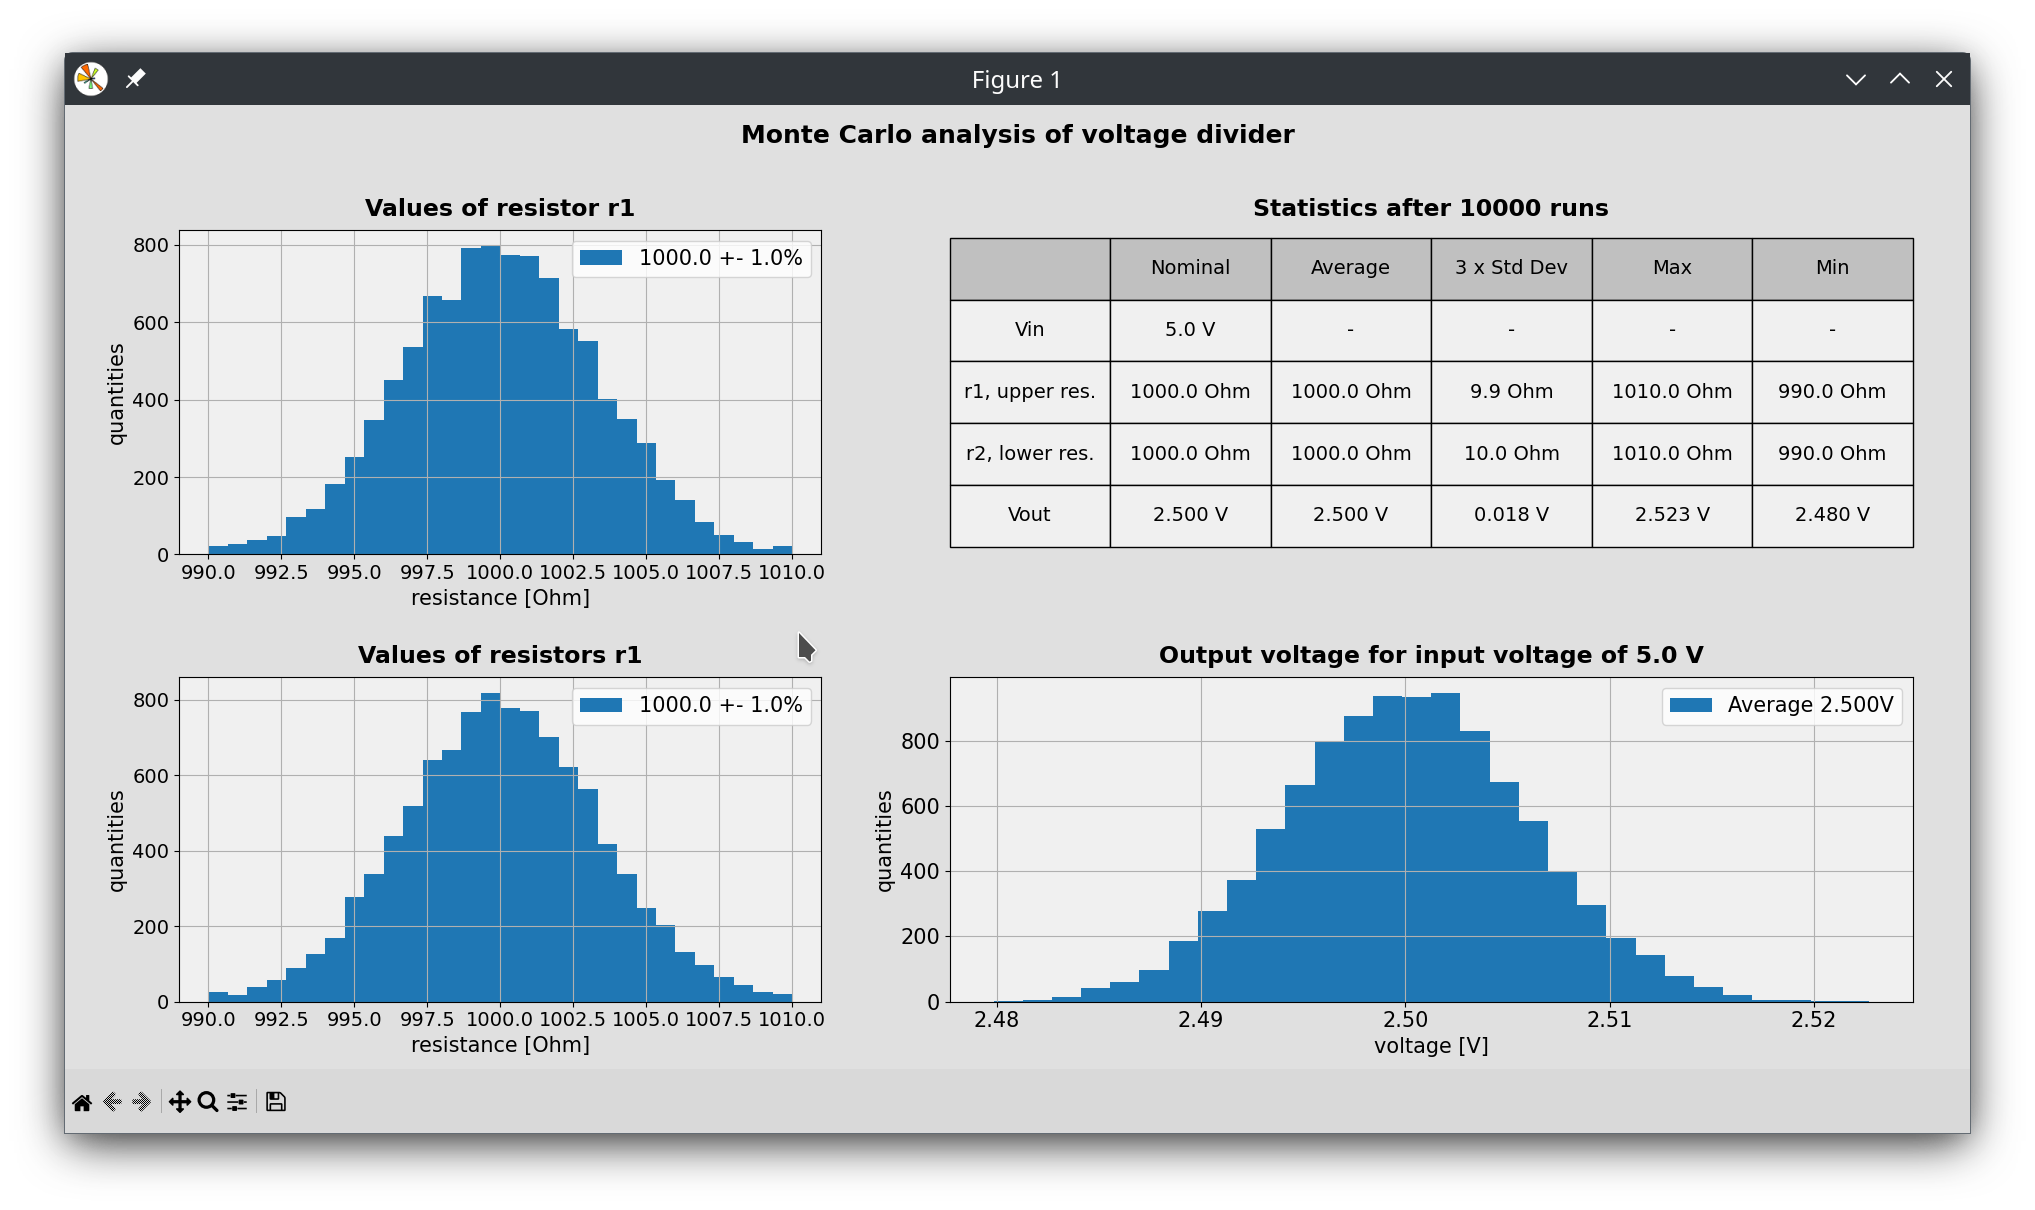 Figure 1
Monte Carlo analysis of voltage divider
Values of resistor r1
1000.0 +- 1.0%
800
600
400
200
0
quantities
990.0 992.5 995.0 997.5 1000.0 1002.5 1005.0 1007.5 1010.0
resistance [Ohm]
Statistics after 10000 runs
Nominal Average 3 x Std Dev Max Min
Vin 5.0 V - - - -
r1, upper res. 1000.0 Ohm 1000.0 Ohm 9.9 Ohm 1010.0 Ohm 990.0 Ohm
r2, lower res. 1000.0 Ohm 1000.0 Ohm 10.0 Ohm 1010.0 Ohm 990.0 Ohm
Vout 2.500 V 2.500 V 0.018 V 2.523 V 2.480 V
Values of resistors r1
1000.0 +- 1.0%
800
600
400
200
0
quantities
990.0 992.5 995.0 997.5 1000.0 1002.5 1005.0 1007.5 1010.0
resistance [Ohm]
Output voltage for input voltage of 5.0 V
Average 2.500V
800
600
400
200
0
quantities
2.48 2.49 2.50 2.51 2.52
voltage [V]